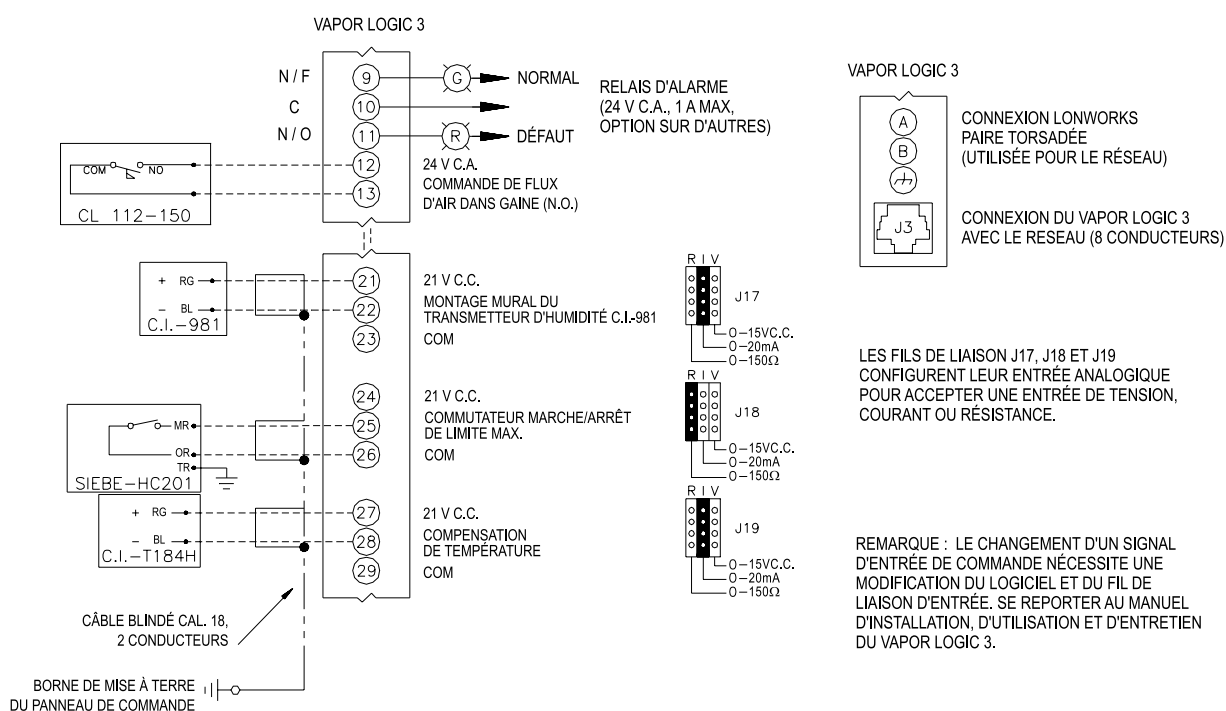 VAPOR LOGIC 3
N/F
9
G
NORMAL
C
10
N/O
11
R
DÉFAUT
RELAIS D'ALARME
(24 V C.A., 1 A MAX,
OPTION SUR D'AUTRES)
COM
NO
CL 112-150
12
24 V C.A.
13
COMMANDE DE FLUX
D'AIR DANS GAINE (N.O.)
+ RG
- BL
C.I.-981
21
21 V C.C.
22
MONTAGE MURAL DU
TRANSMETTEUR D'HUMIDITÉ C.I.-981
23
COM
24
21 V C.C.
MR
OR
TR
SIEBE-HC201
25
COMMUTATEUR MARCHE/ARRÊT
DE LIMITE MAX.
26
COM
+ RG
- BL
C.I.-T184H
27
21 V C.C.
28
COMPENSATION
DE TEMPÉRATURE
29
COM
CÂBLE BLINDÉ CAL. 18,
2 CONDUCTEURS
BORNE DE MISE À TERRE
DU PANNEAU DE COMMANDE
R I V
J17
0-15VC.C.
0-20mA
0-150Ω
R I V
J18
0-15VC.C.
0-20mA
0-150Ω
R I V
J19
0-15VC.C.
0-20mA
0-150Ω
VAPOR LOGIC 3
A
B
CONNEXION LONWORKS
PAIRE TORSADÉE
(UTILISÉE POUR LE RÉSEAU)
J3
CONNEXION DU VAPOR LOGIC 3
AVEC LE RESEAU (8 CONDUCTEURS)
LES FILS DE LIAISON J17, J18 ET J19
CONFIGURENT LEUR ENTRÉE ANALOGIQUE
POUR ACCEPTER UNE ENTRÉE DE TENSION,
COURANT OU RÉSISTANCE.
REMARQUE : LE CHANGEMENT D'UN SIGNAL
D'ENTRÉE DE COMMANDE NÉCESSITE UNE
MODIFICATION DU LOGICIEL ET DU FIL DE
LIAISON D'ENTRÉE. SE REPORTER AU MANUEL
D'INSTALLATION, D'UTILISATION ET D'ENTRETIEN
DU VAPOR LOGIC 3.